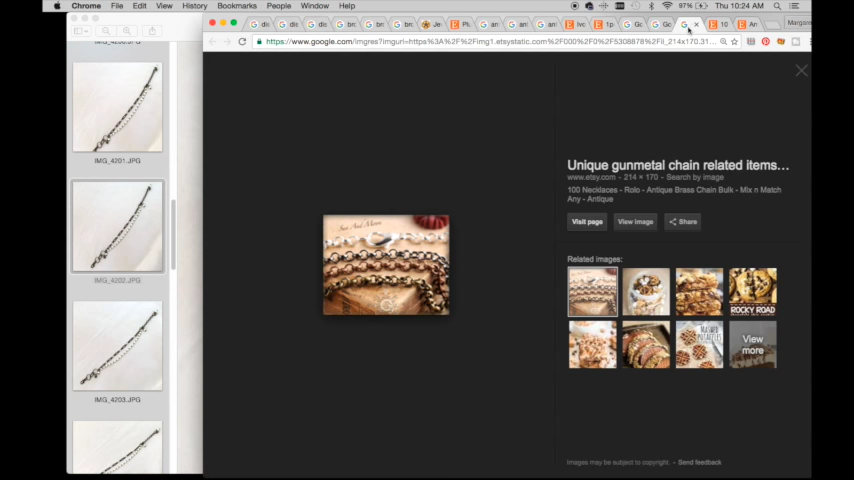 Chrome File Edit View History Bookmarks People Window Help
97% Thu 10:24 AM
Margaret
https://www.google.com/imgres?imgurl=https%3A%2F%2Fimg1.etsystatic.com%2F000%2F0%2F5308878%2Fil_214x170.31...
IMG_4201.JPG
IMG_4202.JPG
IMG_4203.JPG
Unique gunmetal chain related items...
www.etsy.com - 214 × 170 - Search by image
100 Necklaces - Rolo - Antique Brass Chain Bulk - Mix n Match
Any - Antique
Visit page View image Share
Related images:
ROCKY ROAD
MASHED
POTATOES
View
more
Images may be subject to copyright. - Send feedback